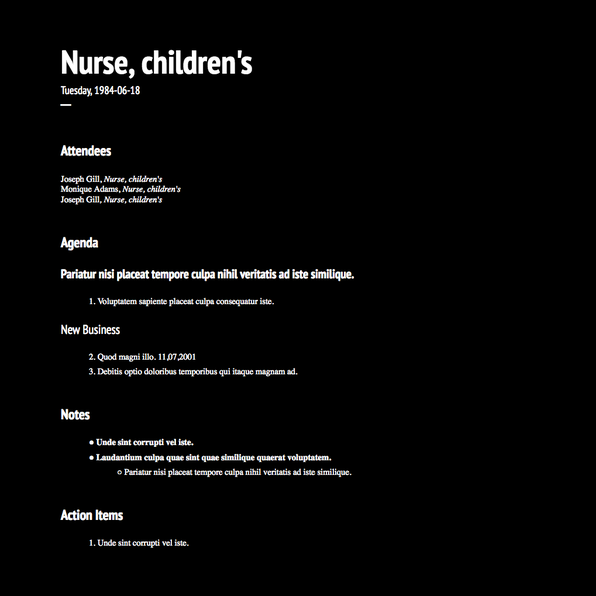 Nurse, children's
Tuesday, 1984-06-18
Attendees
Joseph Gill, Nurse, children's
Monique Adams, Nurse, children's
Joseph Gill, Nurse, children's
Agenda
Pariatur nisi placeat tempore culpa nihil veritatis ad iste similique.
1. Voluptatem sapiente placeat culpa consequatur iste.
New Business
2. Quod magni illo. 11,07,2001
3. Debitis optio doloribus temporibus qui itaque magnam ad.
Notes
● Unde sint corrupti vel iste.
● Laudantium culpa quae sint quae similique quaerat voluptatem.
○ Pariatur nisi placeat tempore culpa nihil veritatis ad iste similique.
Action Items
1. Unde sint corrupti vel iste.